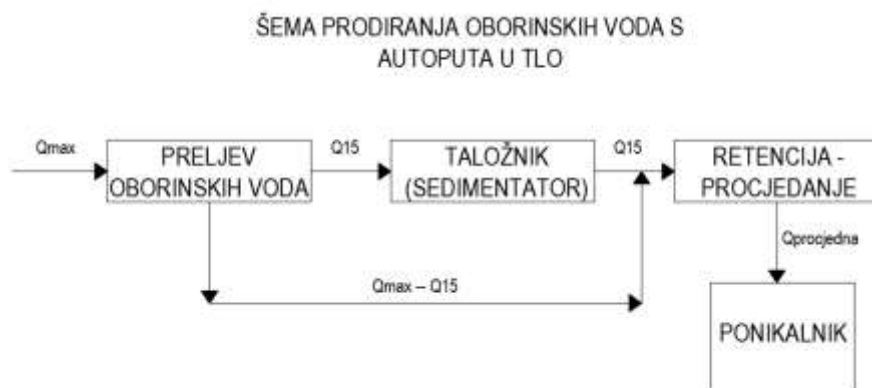 ŠEMA PRODIRANJA OBORINSKIH VODA S
AUTOPUTA U TLO
Qmax
PRELJEV
OBORINSKIH VODA
Q15
TALOŽNIK
(SEDIMENTATOR)
Q15
RETENCIJA -
PROCJEDANJE
Qprocjedna
Qmax – Q15
PONIKALNIK